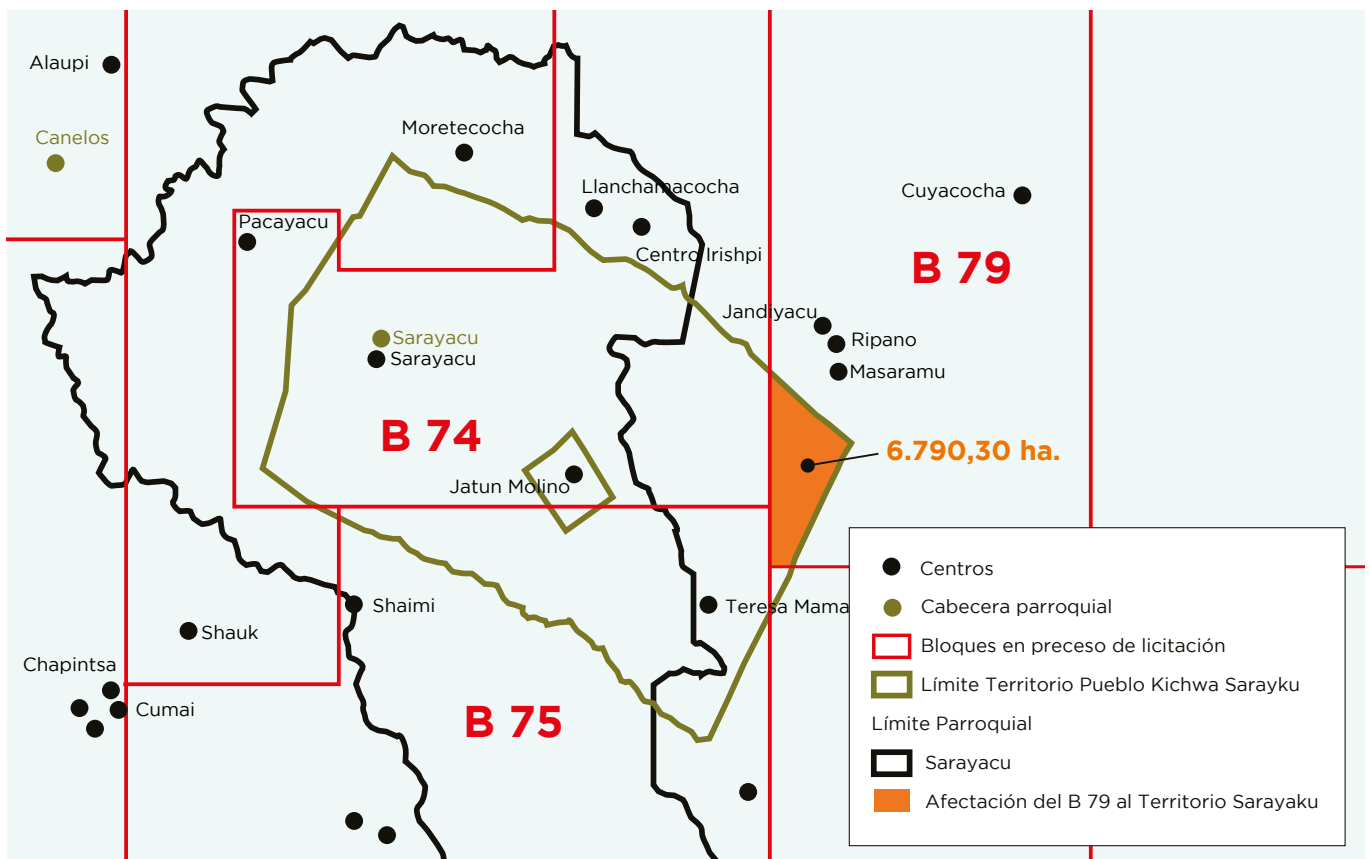 Alaupi
Canelos
Moretecocha
Llanchamacocha
Cuyacocha
Pacayacu
Centro Irishpi
B 79
Jandiyacu
Sarayacu
Ripano
Sarayacu
Masaramu
B 74
6.790,30 ha.
Jatun Molino
Shaimi
Teresa Mama
Shauk
Chapintsa
Cumai
B 75
Centros
Cabecera parroquial
Bloques en preceso de licitación
Límite Territorio Pueblo Kichwa Sarayku
Límite Parroquial
Sarayacu
Afectación del B 79 al Territorio Sarayaku